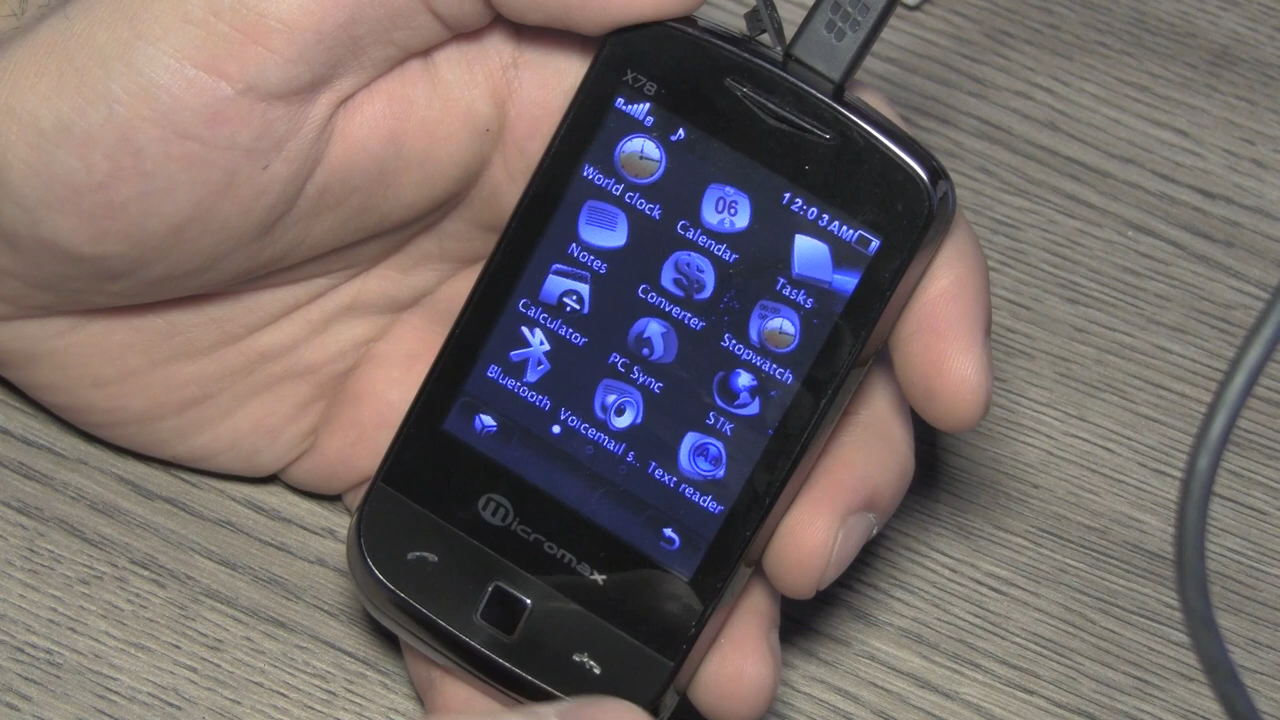 X78
12:03AM
World clock
06
Calendar
Tasks
Notes
Converter
Stopwatch
Calculator
PC Sync
STK
Bluetooth
Voicemail s..
Aa
Text reader
micromax